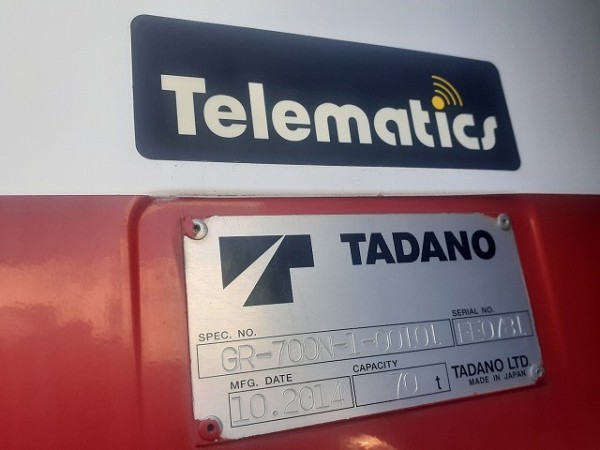 Telematics
TADANO
SPEC. NO.
SERIAL NO.
GR-700N-1-00101
MFG. DATE
CAPACITY
TADANO LTD.
MADE IN JAPAN
10.2014
70 t